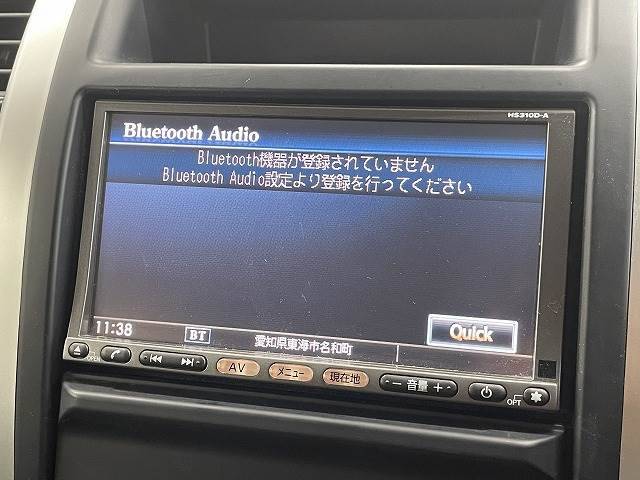 HS310D-A
Bluetooth Audio
Bluetooth機器が登録されていません
Bluetooth Audio設定より登録を行ってください
Quick
11:38
BT
愛知県東海市名和町
AV
メニュー
現在地
− 音量 +
OPT